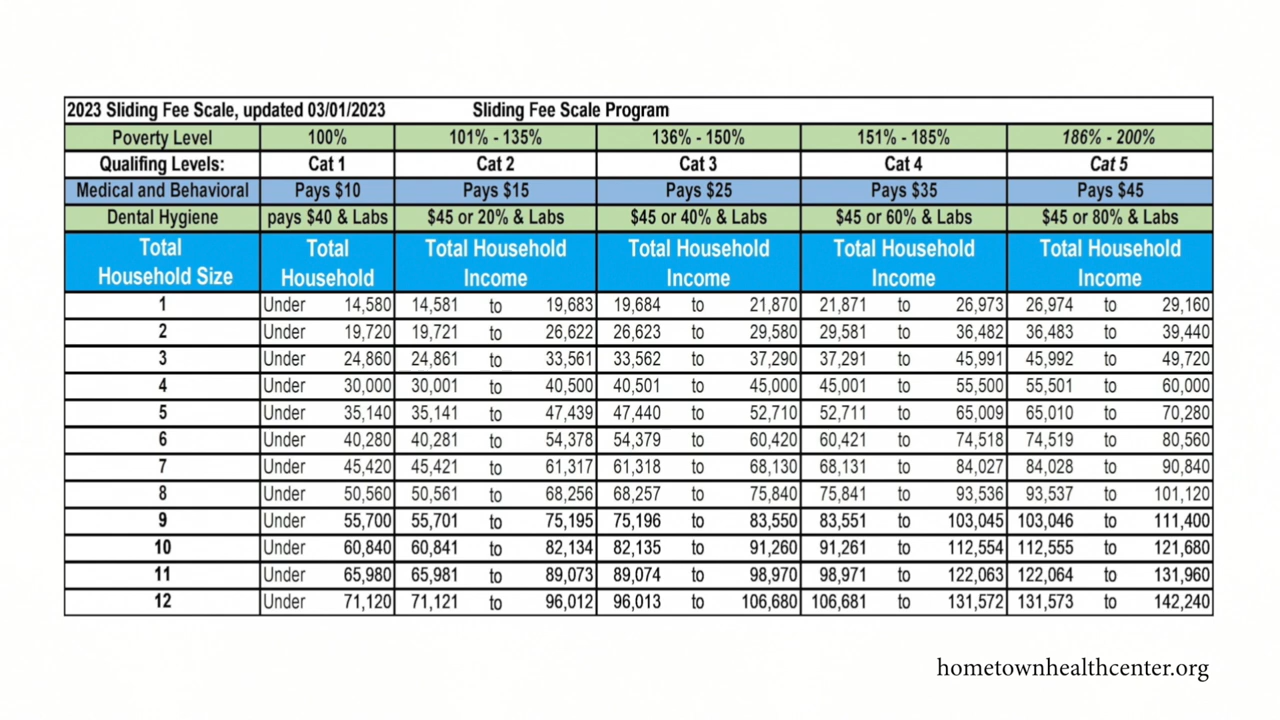 2023 Sliding Fee Scale, updated 03/01/2023 Sliding Fee Scale Program
Poverty Level 100% 101% - 135% 136% - 150% 151% - 185% 186% - 200%
Qualifing Levels: Cat 1 Cat 2 Cat 3 Cat 4 Cat 5
Medical and Behavioral Pays $10 Pays $15 Pays $25 Pays $35 Pays $45
Dental Hygiene pays $40 & Labs $45 or 20% & Labs $45 or 40% & Labs $45 or 60% & Labs $45 or 80% & Labs
Total Total Total Household Total Household Total Household Total Household
Household Size Household Income Income Income Income
1 Under 14,580 14,581 to 19,683 19,684 to 21,870 21,871 to 26,973 26,974 to 29,160
2 Under 19,720 19,721 to 26,622 26,623 to 29,580 29,581 to 36,482 36,483 to 39,440
3 Under 24,860 24,861 to 33,561 33,562 to 37,290 37,291 to 45,991 45,992 to 49,720
4 Under 30,000 30,001 to 40,500 40,501 to 45,000 45,001 to 55,500 55,501 to 60,000
5 Under 35,140 35,141 to 47,439 47,440 to 52,710 52,711 to 65,009 65,010 to 70,280
6 Under 40,280 40,281 to 54,378 54,379 to 60,420 60,421 to 74,518 74,519 to 80,560
7 Under 45,420 45,421 to 61,317 61,318 to 68,130 68,131 to 84,027 84,028 to 90,840
8 Under 50,560 50,561 to 68,256 68,257 to 75,840 75,841 to 93,536 93,537 to 101,120
9 Under 55,700 55,701 to 75,195 75,196 to 83,550 83,551 to 103,045 103,046 to 111,400
10 Under 60,840 60,841 to 82,134 82,135 to 91,260 91,261 to 112,554 112,555 to 121,680
11 Under 65,980 65,981 to 89,073 89,074 to 98,970 98,971 to 122,063 122,064 to 131,960
12 Under 71,120 71,121 to 96,012 96,013 to 106,680 106,681 to 131,572 131,573 to 142,240
hometownhealthcenter.org